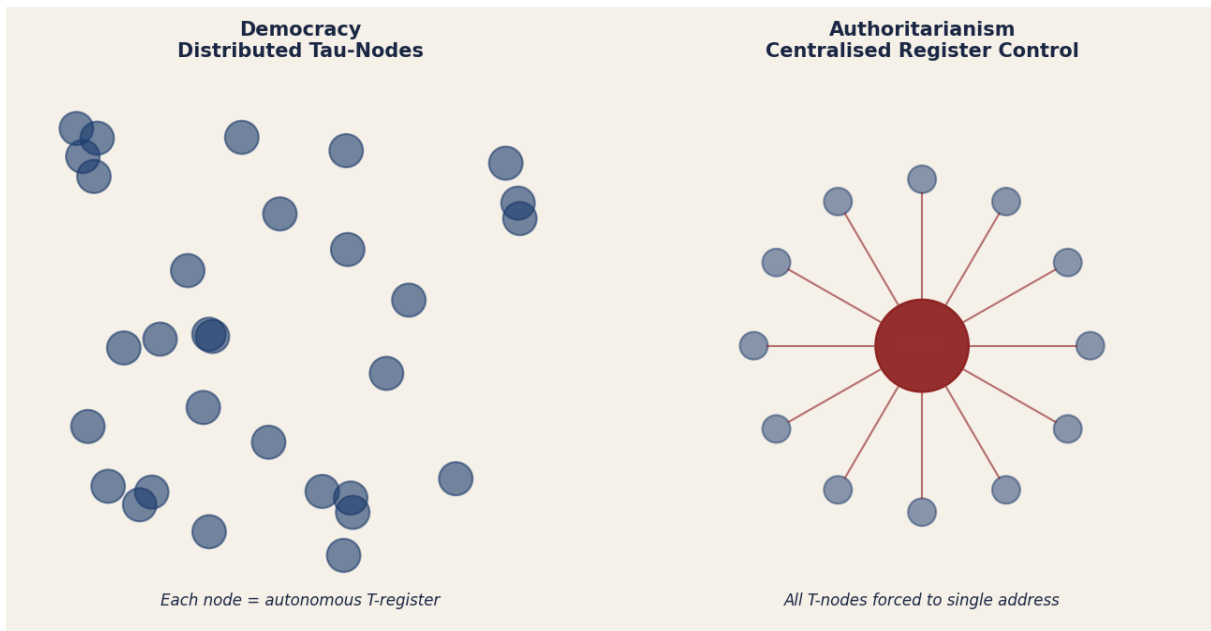 Democracy
Distributed Tau-Nodes
Authoritarianism
Centralised Register Control
Each node = autonomous T-register
All T-nodes forced to single address